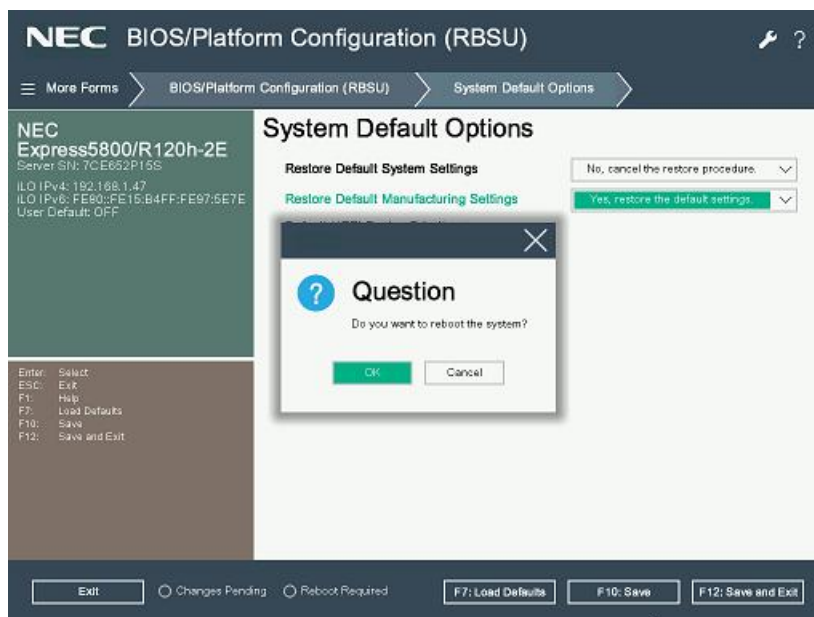 NEC BIOS/Platform Configuration (RBSU)
?
More Forms BIOS/Platform Configuration (RBSU) System Default Options
NEC
Express5800/R120h-2E
Server SN: 7CE652P15S
iLO IPv4: 192.168.1.47
iLO IPv6: FE80::FE15:B4FF:FE97:5E7E
User Default: OFF
System Default Options
Restore Default System Settings No, cancel the restore procedure.
Restore Default Manufacturing Settings Yes, restore the default settings.
?
Question
Do you want to reboot the system?
OK Cancel
Enter: Select
ESC: Exit
F1: Help
F7: Load Defaults
F10: Save
F12: Save and Exit
Exit Changes Pending Reboot Required F7: Load Defaults F10: Save F12: Save and Exit